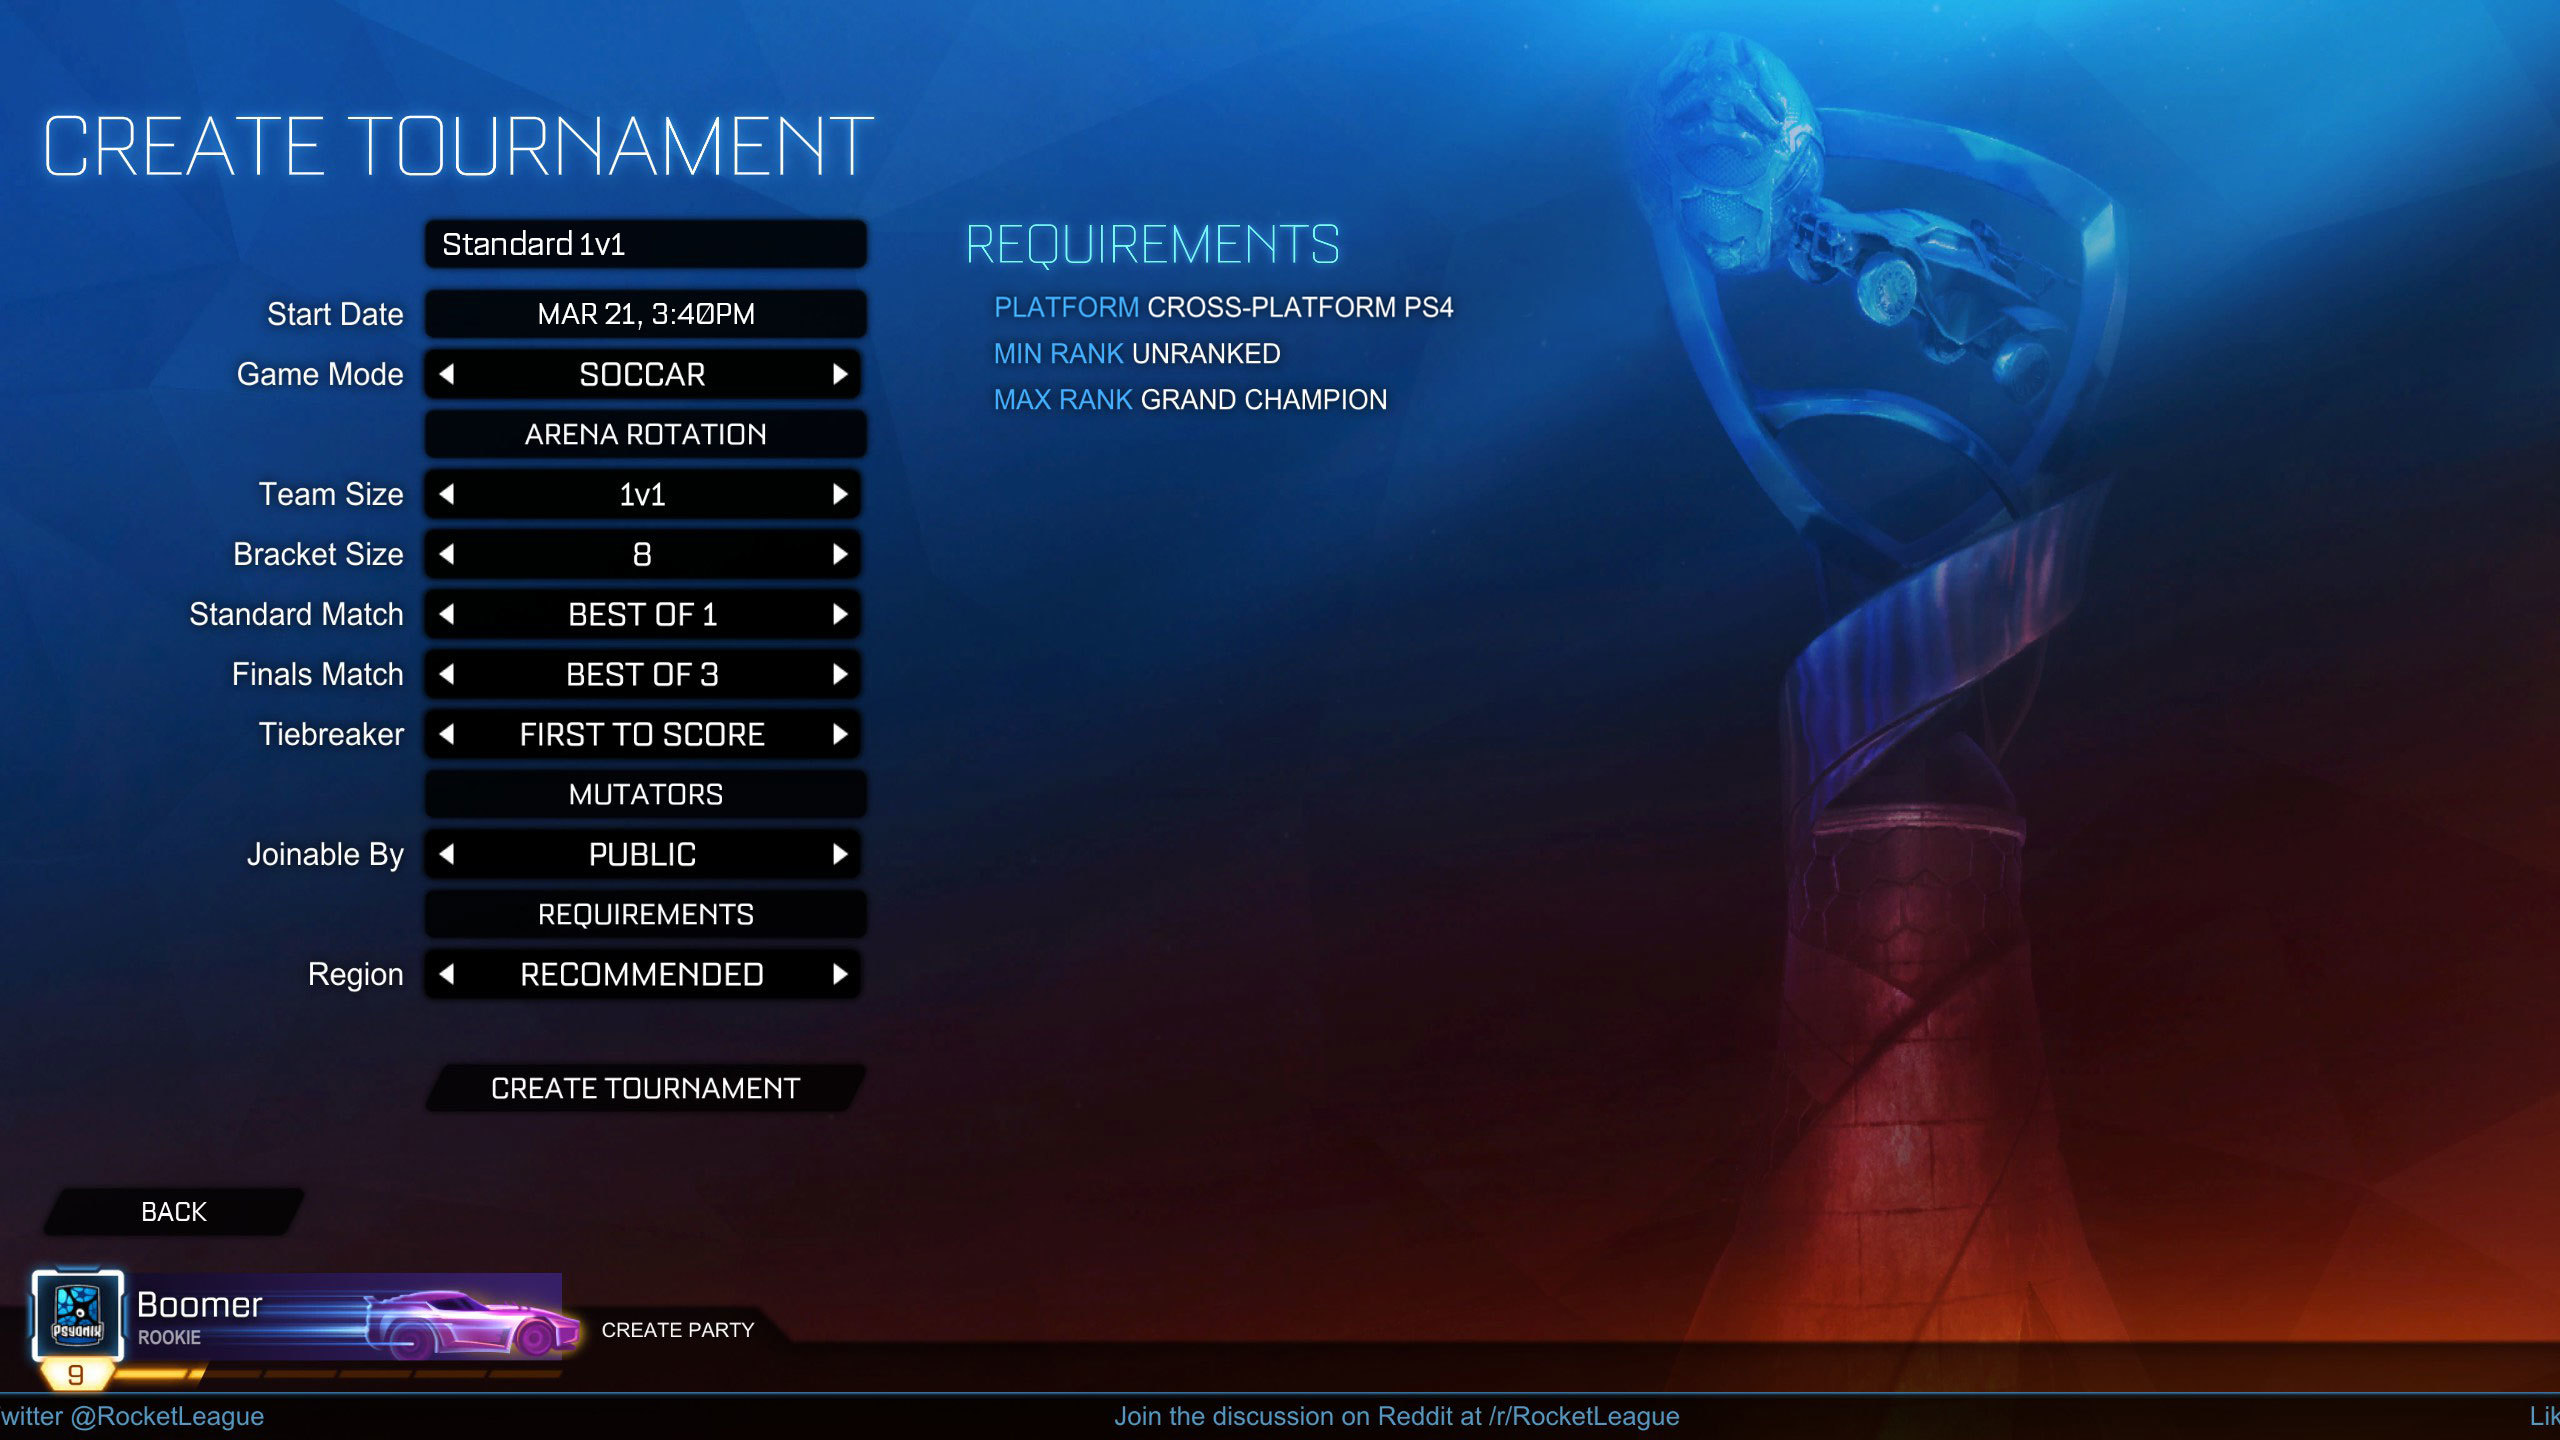 CREATE TOURNAMENT
Standard 1v1
Start Date MAR 21, 3:40PM
Game Mode SOCCAR
ARENA ROTATION
Team Size 1v1
Bracket Size 8
Standard Match BEST OF 1
Finals Match BEST OF 3
Tiebreaker FIRST TO SCORE
MUTATORS
Joinable By PUBLIC
REQUIREMENTS
Region RECOMMENDED
CREATE TOURNAMENT
REQUIREMENTS
PLATFORM CROSS-PLATFORM PS4
MIN RANK UNRANKED
MAX RANK GRAND CHAMPION
BACK
PSYONIX
Boomer
ROOKIE
9
CREATE PARTY
witter @RocketLeague
Join the discussion on Reddit at /r/RocketLeague
Lik